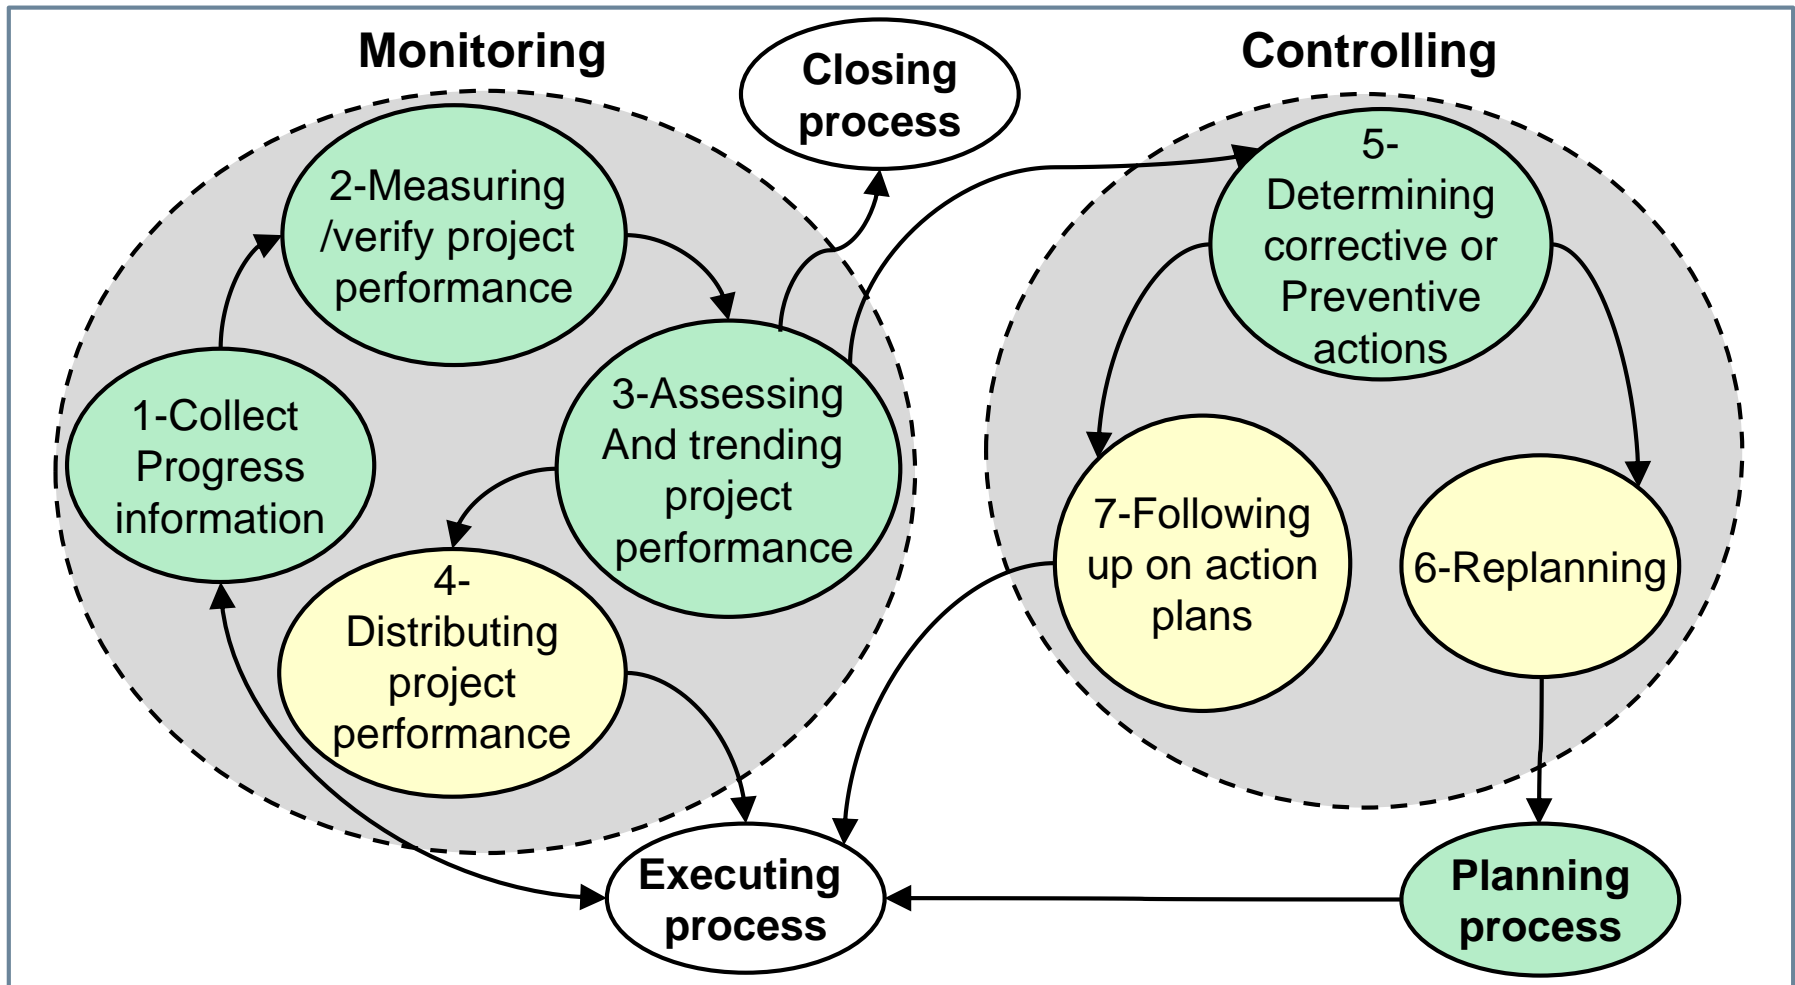 Monitoring
Closing
process
Controlling
2-Measuring
/verify project
performance
1-Collect
Progress
information
3-Assessing
And trending
project
performance
4-
Distributing
project
performance
5-
Determining
corrective or
Preventive
actions
7-Following
up on action
plans
6-Replanning
Executing
process
Planning
process